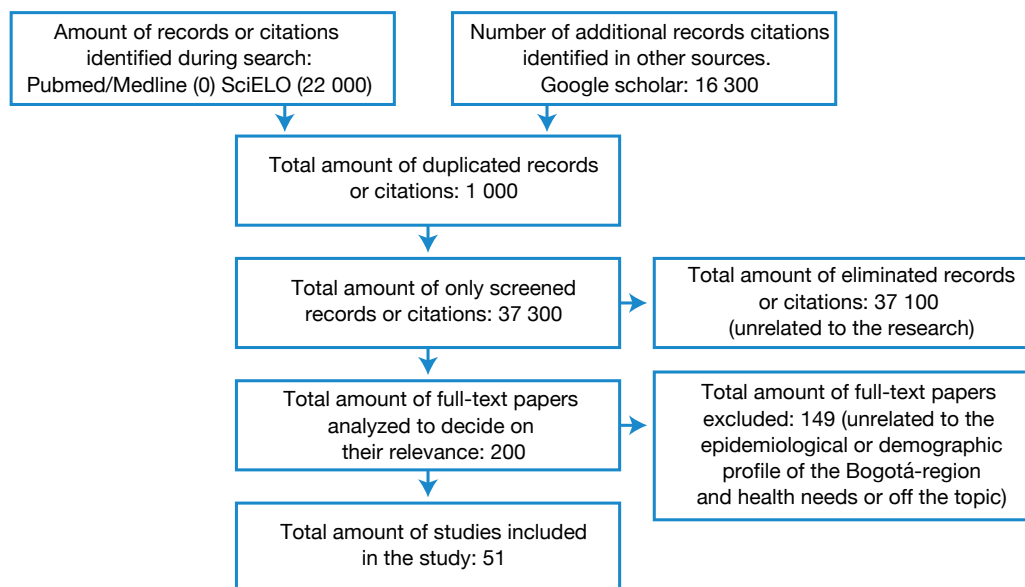 Amount of records or citations
identified during search:
Pubmed/Medline (0) SciELO (22 000)
Number of additional records citations
identified in other sources.
Google scholar: 16 300
Total amount of duplicated records
or citations: 1 000
Total amount of only screened
records or citations: 37 300
Total amount of eliminated records
or citations: 37 100
(unrelated to the research)
Total amount of full-text papers
analyzed to decide on
their relevance: 200
Total amount of full-text papers
excluded: 149 (unrelated to the
epidemiological or demographic
profile of the Bogotá-region
and health needs or off the topic)
Total amount of studies included
in the study: 51